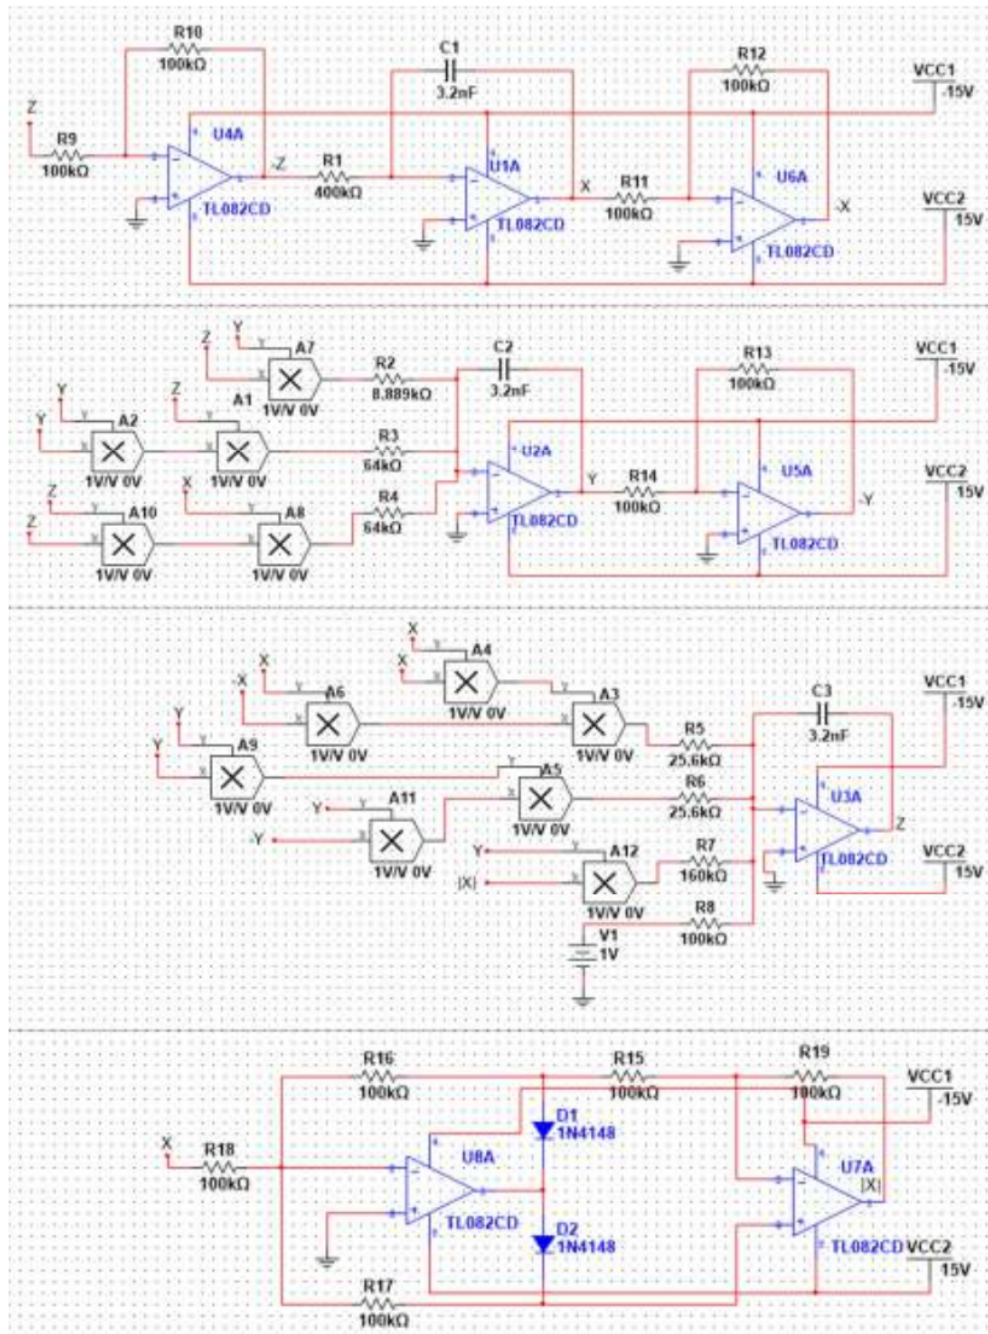 R10
100kΩ
C1
3.2nF
R12
100kΩ
VCC1
-15V
Z
R9
100kΩ
U4A
TL082CD
-Z
R1
400kΩ
U1A
TL082CD
X
R11
100kΩ
U6A
TL082CD
-X
VCC2
15V
Z
Y
A7
1V/V 0V
R2
8.889kΩ
C2
3.2nF
R13
100kΩ
VCC1
-15V
Y
Y
A2
1V/V 0V
Z
A1
1V/V 0V
R3
64kΩ
U2A
TL082CD
Y
R14
100kΩ
U5A
TL082CD
-Y
VCC2
15V
Z
Z
A10
1V/V 0V
X
A8
1V/V 0V
R4
64kΩ
X
X
A4
1V/V 0V
X
-X
A6
1V/V 0V
A3
1V/V 0V
R5
25.6kΩ
C3
3.2nF
VCC1
-15V
Y
Y
A9
1V/V 0V
A5
1V/V 0V
R6
25.6kΩ
U3A
TL082CD
Z
Y
-Y
A11
1V/V 0V
Y
|X|
A12
1V/V 0V
R7
160kΩ
VCC2
15V
R8
100kΩ
V1
1V
R16
100kΩ
R15
100kΩ
R19
100kΩ
VCC1
-15V
D1
1N4148
X
R18
100kΩ
U8A
TL082CD
U7A
|X|
TL082CD
D2
1N4148
VCC2
15V
R17
100kΩ